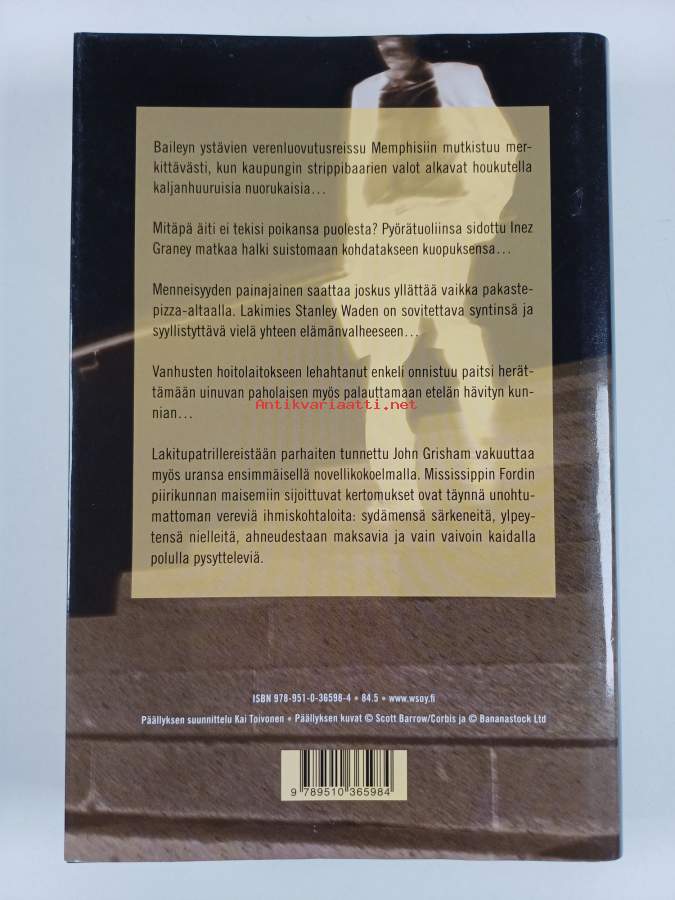 Baileyn ystävien verenluovutusreissu Memphisiin mutkistuu mer-
kittävästi, kun kaupungin strippibaarien valot alkavat houkutella
kaljanhuuruisia nuorukaisia...
Mitäpä äiti ei tekisi poikansa puolesta? Pyörätuoliinsa sidottu Inez
Graney matkaa halki suistomaan kohdatakseen kuopuksensa...
Menneisyyden painajainen saattaa joskus yllättää vaikka pakaste-
pizza-altaalla. Lakimies Stanley Waden on sovitettava syntinsä ja
syyllistyttävä vielä yhteen elämänvalheeseen...
Vanhusten hoitolaitokseen lehahtanut enkeli onnistuu paitsi herät-
tämään uinuvan paholaisen myös palauttamaan etelän hävityn kun-
nian...
Antikvariaatti.net
Lakitupatrillereistään parhaiten tunnettu John Grisham vakuuttaa
myös uransa ensimmäisellä novellikokoelmalla. Mississippin Fordin
piirikunnan maisemiin sijoittuvat kertomukset ovat täynnä unohtu-
mattoman vereviä ihmiskohtaloita: sydämensä särkeneitä, ylpey-
tensä nielleitä, ahneudestaan maksavia ja vain vaivoin kaidalla
polulla pysytteleviä.
ISBN 978-951-0-36598-4 • 84.5 • www.wsoy.fi
Päällyksen suunnittelu Kai Toivonen • Päällyksen kuvat © Scott Barrow/Corbis ja © Bananastock Ltd
9 789510 365984